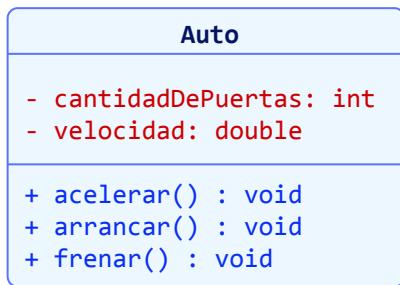 Auto
- cantidadDePuertas: int
- velocidad: double
+ acelerar() : void
+ arrancar() : void
+ frenar() : void